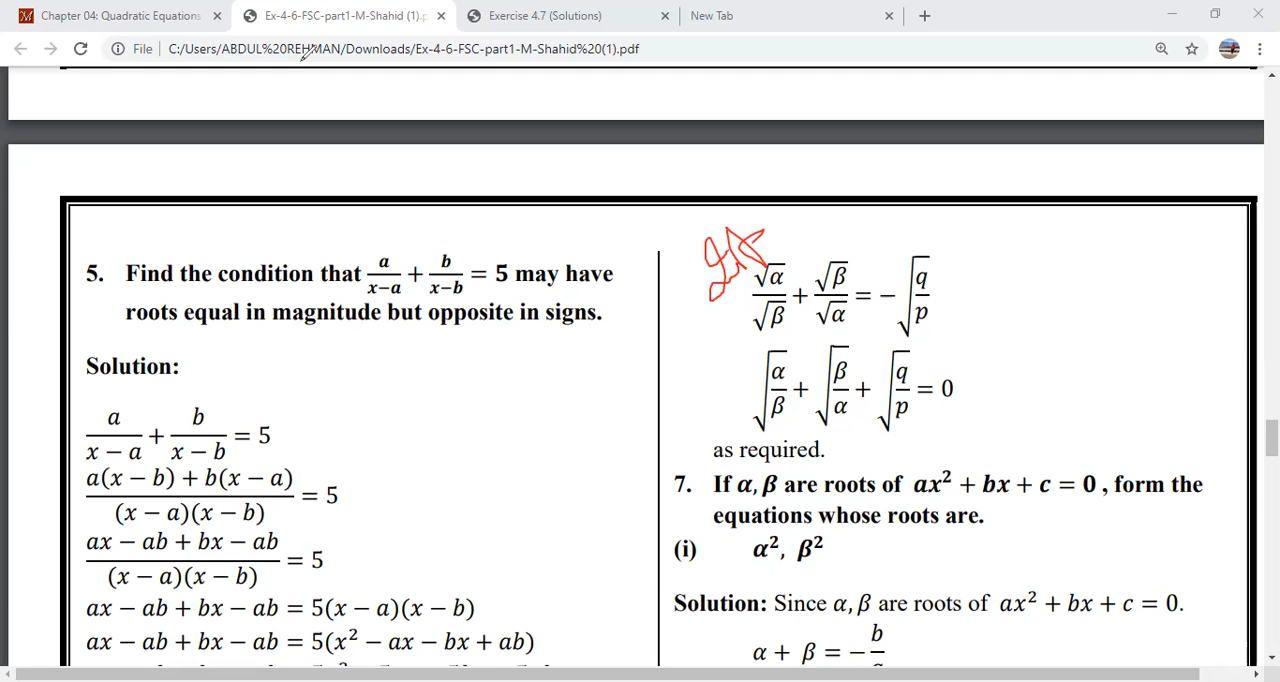 Chapter 04: Quadratic Equations
Ex-4-6-FSC-part1-M-Shahid (1).p
Exercise 4.7 (Solutions)
New Tab
File
C:/Users/ABDUL%20REHMAN/Downloads/Ex-4-6-FSC-part1-M-Shahid%20(1).pdf
5. Find the condition that a/(x−a) + b/(x−b) = 5 may have
roots equal in magnitude but opposite in signs.
Solution:
a/(x − a) + b/(x − b) = 5
(a(x − b) + b(x − a))/((x − a)(x − b)) = 5
(ax − ab + bx − ab)/((x − a)(x − b)) = 5
ax − ab + bx − ab = 5(x − a)(x − b)
ax − ab + bx − ab = 5(x² − ax − bx + ab)
√α/√β + √β/√α = −√(q/p)
√(α/β) + √(β/α) + √(q/p) = 0
as required.
7. If α, β are roots of ax² + bx + c = 0 , form the
equations whose roots are.
(i) α², β²
Solution: Since α, β are roots of ax² + bx + c = 0.
α + β = −b/a